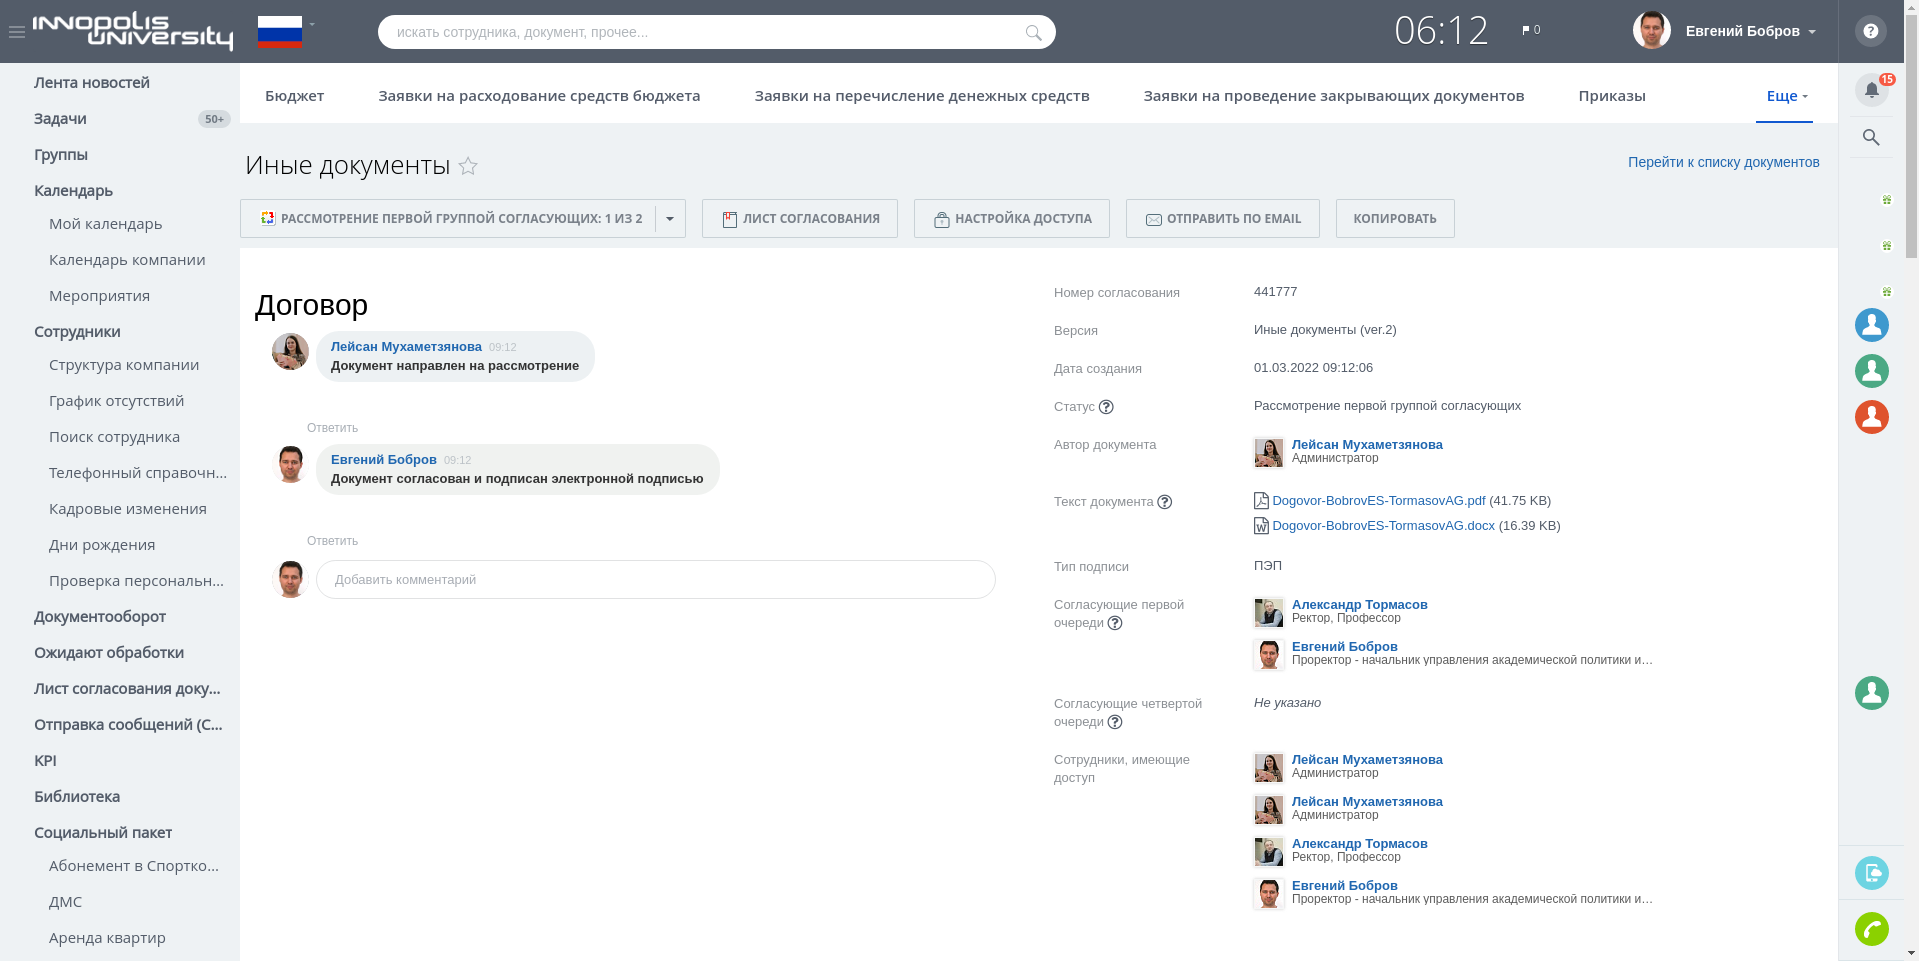 INNOPOLIS
UNIVERSITY
искать сотрудника, документ, прочее...
06:12
0
Евгений Бобров
?
Лента новостей
Задачи
50+
Группы
Календарь
Мой календарь
Календарь компании
Мероприятия
Сотрудники
Структура компании
График отсутствий
Поиск сотрудника
Телефонный справочн...
Кадровые изменения
Дни рождения
Проверка персональн...
Документооборот
Ожидают обработки
Лист согласования доку...
Отправка сообщений (С...
KPI
Библиотека
Социальный пакет
Абонемент в Спортко...
ДМС
Аренда квартир
Бюджет
Заявки на расходование средств бюджета
Заявки на перечисление денежных средств
Заявки на проведение закрывающих документов
Приказы
Еще
15
Иные документы
Перейти к списку документов
РАССМОТРЕНИЕ ПЕРВОЙ ГРУППОЙ СОГЛАСУЮЩИХ: 1 ИЗ 2
ЛИСТ СОГЛАСОВАНИЯ
НАСТРОЙКА ДОСТУПА
ОТПРАВИТЬ ПО EMAIL
КОПИРОВАТЬ
Договор
Лейсан Мухаметзянова 09:12
Документ направлен на рассмотрение
Ответить
Евгений Бобров 09:12
Документ согласован и подписан электронной подписью
Ответить
Добавить комментарий
Номер согласования
441777
Версия
Иные документы (ver.2)
Дата создания
01.03.2022 09:12:06
Статус ?
Рассмотрение первой группой согласующих
Автор документа
Лейсан Мухаметзянова
Администратор
Текст документа ?
Dogovor-BobrovES-TormasovAG.pdf (41.75 KB)
Dogovor-BobrovES-TormasovAG.docx (16.39 KB)
Тип подписи
ПЭП
Согласующие первой
очереди ?
Александр Тормасов
Ректор, Профессор
Евгений Бобров
Проректор - начальник управления академической политики и…
Согласующие четвертой
очереди ?
Не указано
Сотрудники, имеющие
доступ
Лейсан Мухаметзянова
Администратор
Лейсан Мухаметзянова
Администратор
Александр Тормасов
Ректор, Профессор
Евгений Бобров
Проректор - начальник управления академической политики и…